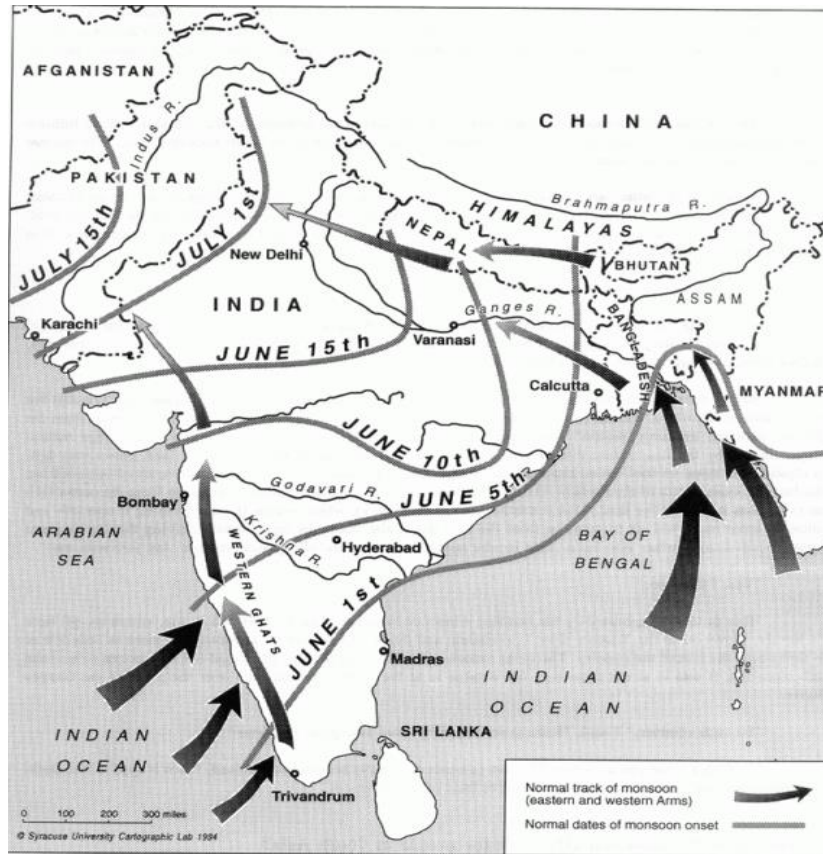 AFGANISTAN
CHINA
Indus R.
PAKISTAN
JULY 15th
JULY 1st
HIMALAYAS
Brahmaputra R.
NEPAL
New Delhi
BHUTAN
ASSAM
INDIA
Ganges R.
Karachi
Varanasi
BANGLADESH
JUNE 15th
Calcutta
MYANMAR
JUNE 10th
Godavari R.
JUNE 5th
Bombay
Krishna R.
Hyderabad
ARABIAN
SEA
BAY OF
BENGAL
WESTERN GHATS
JUNE 1st
Madras
INDIAN
OCEAN
INDIAN
OCEAN
SRI LANKA
Trivandrum
0 100 200 300 miles
© Syracuse University Cartographic Lab 1994
Normal track of monsoon
(eastern and western Arms)
Normal dates of monsoon onset